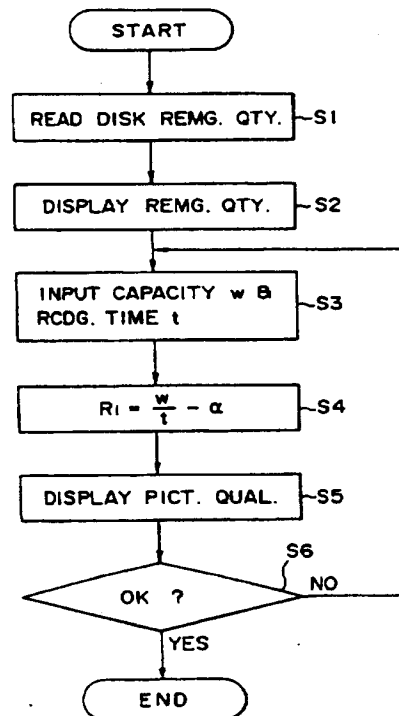 START
READ DISK REMG. QTY. S1
DISPLAY REMG. QTY. S2
INPUT CAPACITY w &
RCDG. TIME t
S3
R1 = w/t - α S4
DISPLAY PICT. QUAL. S5
S6
OK ? NO
YES
END